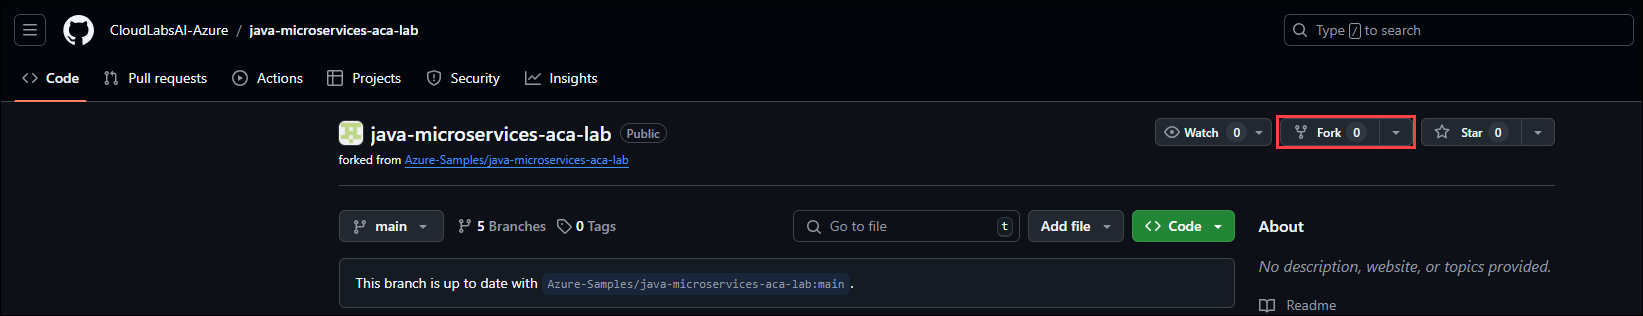 CloudLabsAI-Azure / java-microservices-aca-lab
Type / to search
Code Pull requests Actions Projects Security Insights
java-microservices-aca-lab Public
Watch 0 Fork 0 Star 0
forked from Azure-Samples/java-microservices-aca-lab
main 5 Branches 0 Tags Go to file t Add file <> Code
About
No description, website, or topics provided.
This branch is up to date with Azure-Samples/java-microservices-aca-lab:main .
Readme